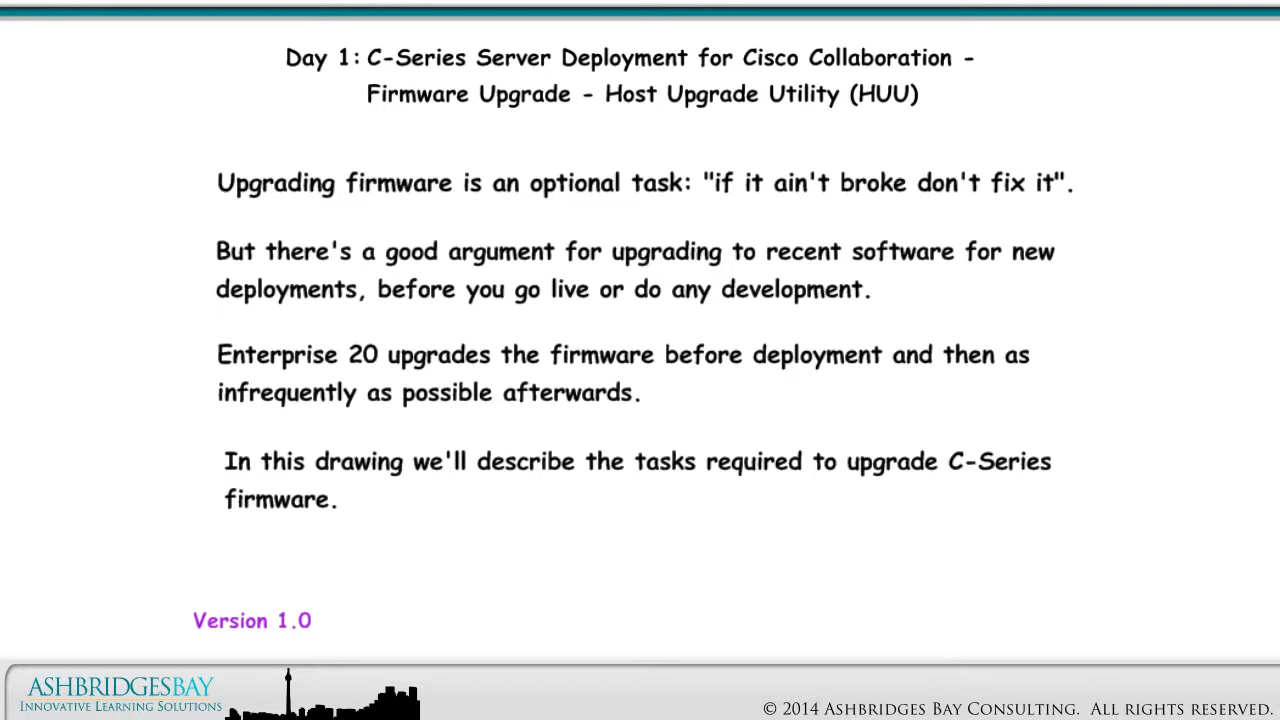 Day 1: C-Series Server Deployment for Cisco Collaboration -
Firmware Upgrade - Host Upgrade Utility (HUU)
Upgrading firmware is an optional task: "if it ain't broke don't fix it".
But there's a good argument for upgrading to recent software for new
deployments, before you go live or do any development.
Enterprise 20 upgrades the firmware before deployment and then as
infrequently as possible afterwards.
In this drawing we'll describe the tasks required to upgrade C-Series
firmware.
Version 1.0
ASHBRIDGESBAY
INNOVATIVE LEARNING SOLUTIONS
© 2014 ASHBRIDGES BAY CONSULTING. ALL RIGHTS RESERVED.